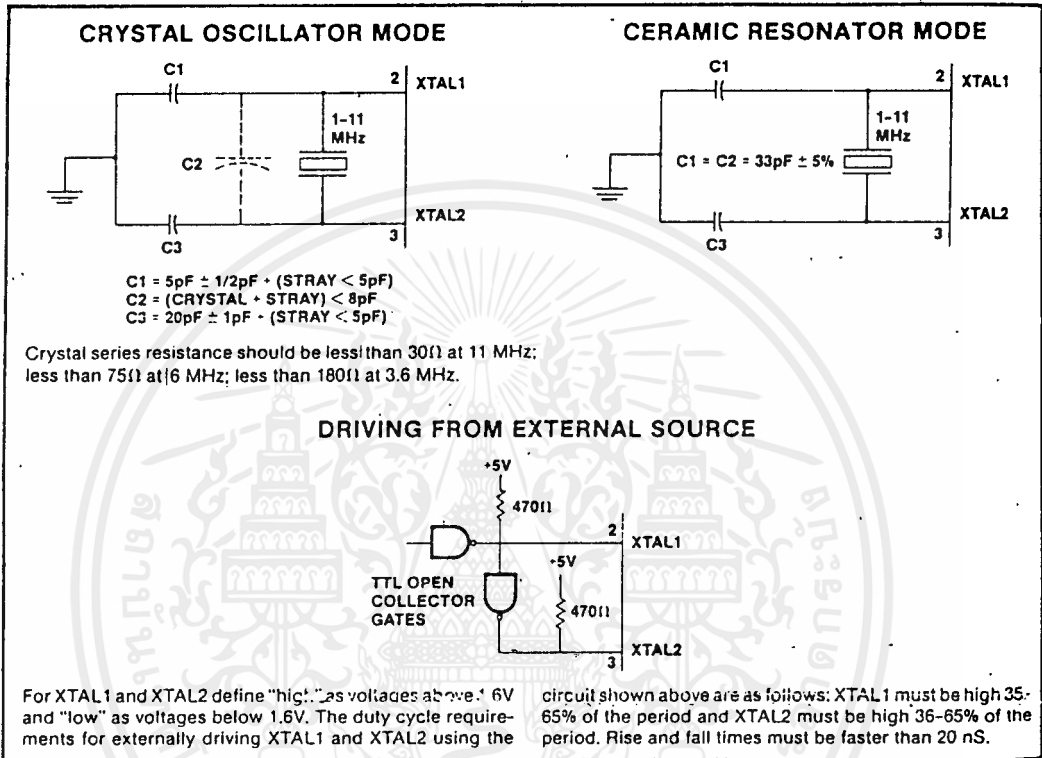 CRYSTAL OSCILLATOR MODE
C1
2
XTAL1
1-11
MHz
C2
XTAL2
3
C3
C1 = 5pF ± 1/2pF + (STRAY < 5pF)
C2 = (CRYSTAL + STRAY) < 8pF
C3 = 20pF ± 1pF + (STRAY < 5pF)
Crystal series resistance should be less than 30Ω at 11 MHz;
less than 75Ω at 6 MHz; less than 180Ω at 3.6 MHz.
CERAMIC RESONATOR MODE
C1
2
XTAL1
1-11
MHz
C1 = C2 = 33pF ± 5%
XTAL2
3
C3
DRIVING FROM EXTERNAL SOURCE
+5V
470Ω
2
XTAL1
+5V
TTL OPEN
COLLECTOR
GATES
470Ω
XTAL2
3
For XTAL1 and XTAL2 define "high" as voltages above 1.6V
and "low" as voltages below 1.6V. The duty cycle require-
ments for externally driving XTAL1 and XTAL2 using the
circuit shown above are as follows: XTAL1 must be high 35-
65% of the period and XTAL2 must be high 36-65% of the
period. Rise and fall times must be faster than 20 nS.